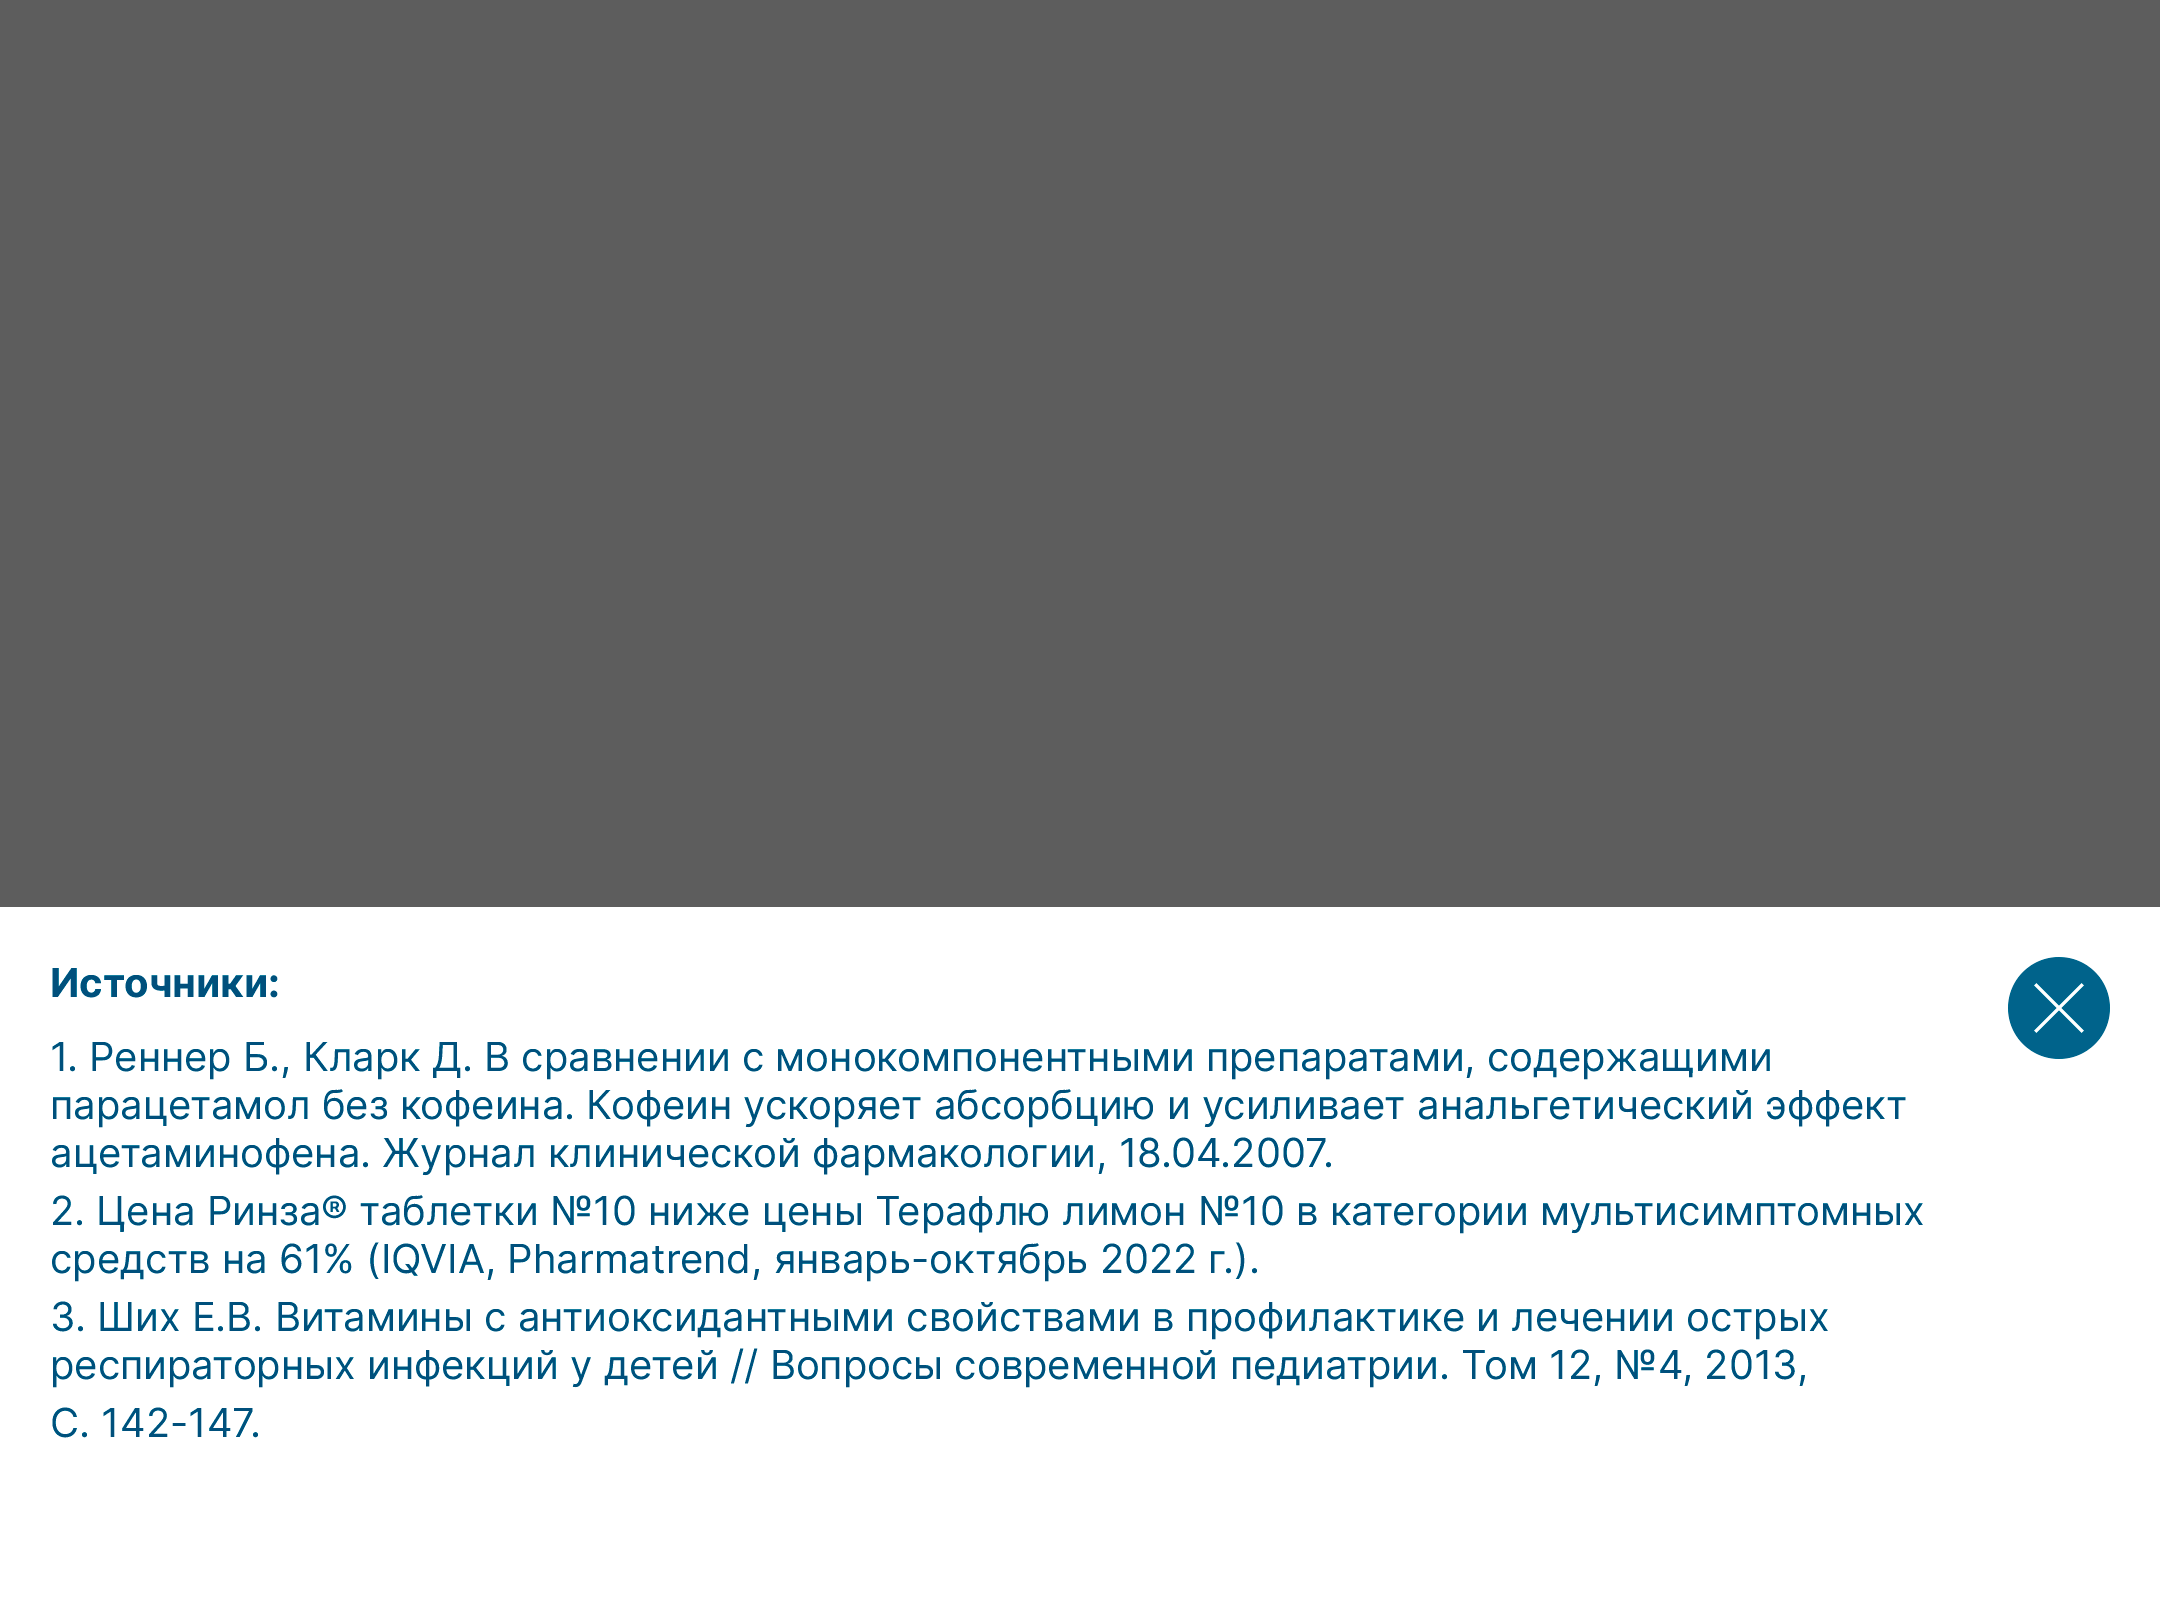 Источники:
1. Реннер Б., Кларк Д. В сравнении с монокомпонентными препаратами, содержащими
парацетамол без кофеина. Кофеин ускоряет абсорбцию и усиливает анальгетический эффект
ацетаминофена. Журнал клинической фармакологии, 18.04.2007.
2. Цена Ринза® таблетки №10 ниже цены Терафлю лимон №10 в категории мультисимптомных
средств на 61% (IQVIA, Pharmatrend, январь-октябрь 2022 г.).
3. Ших Е.В. Витамины с антиоксидантными свойствами в профилактике и лечении острых
респираторных инфекций у детей // Вопросы современной педиатрии. Том 12, №4, 2013,
С. 142-147.